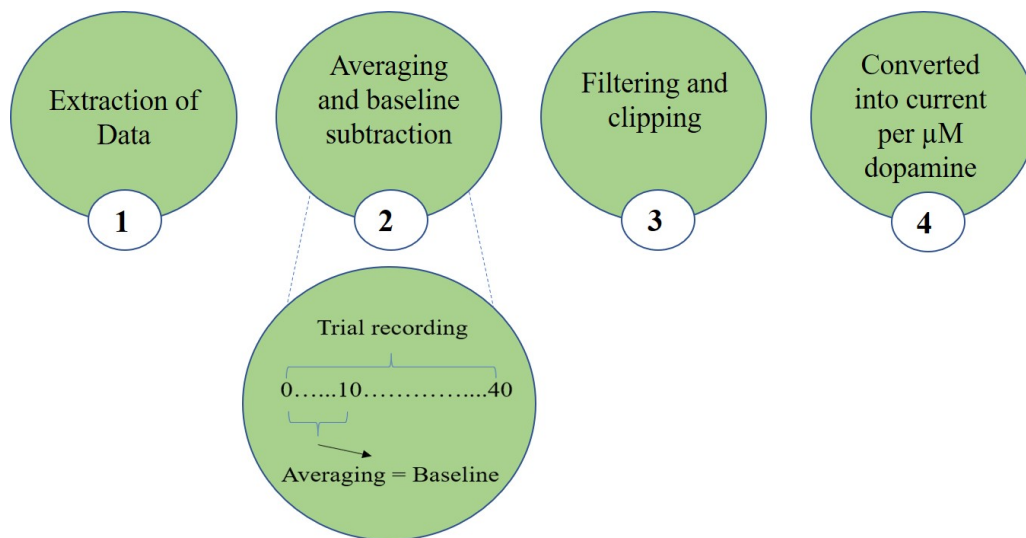 Extraction of
Data
1
Averaging
and baseline
subtraction
2
Filtering and
clipping
3
Converted
into current
per µM
dopamine
4
Trial recording
0…...10…………...40
Averaging = Baseline